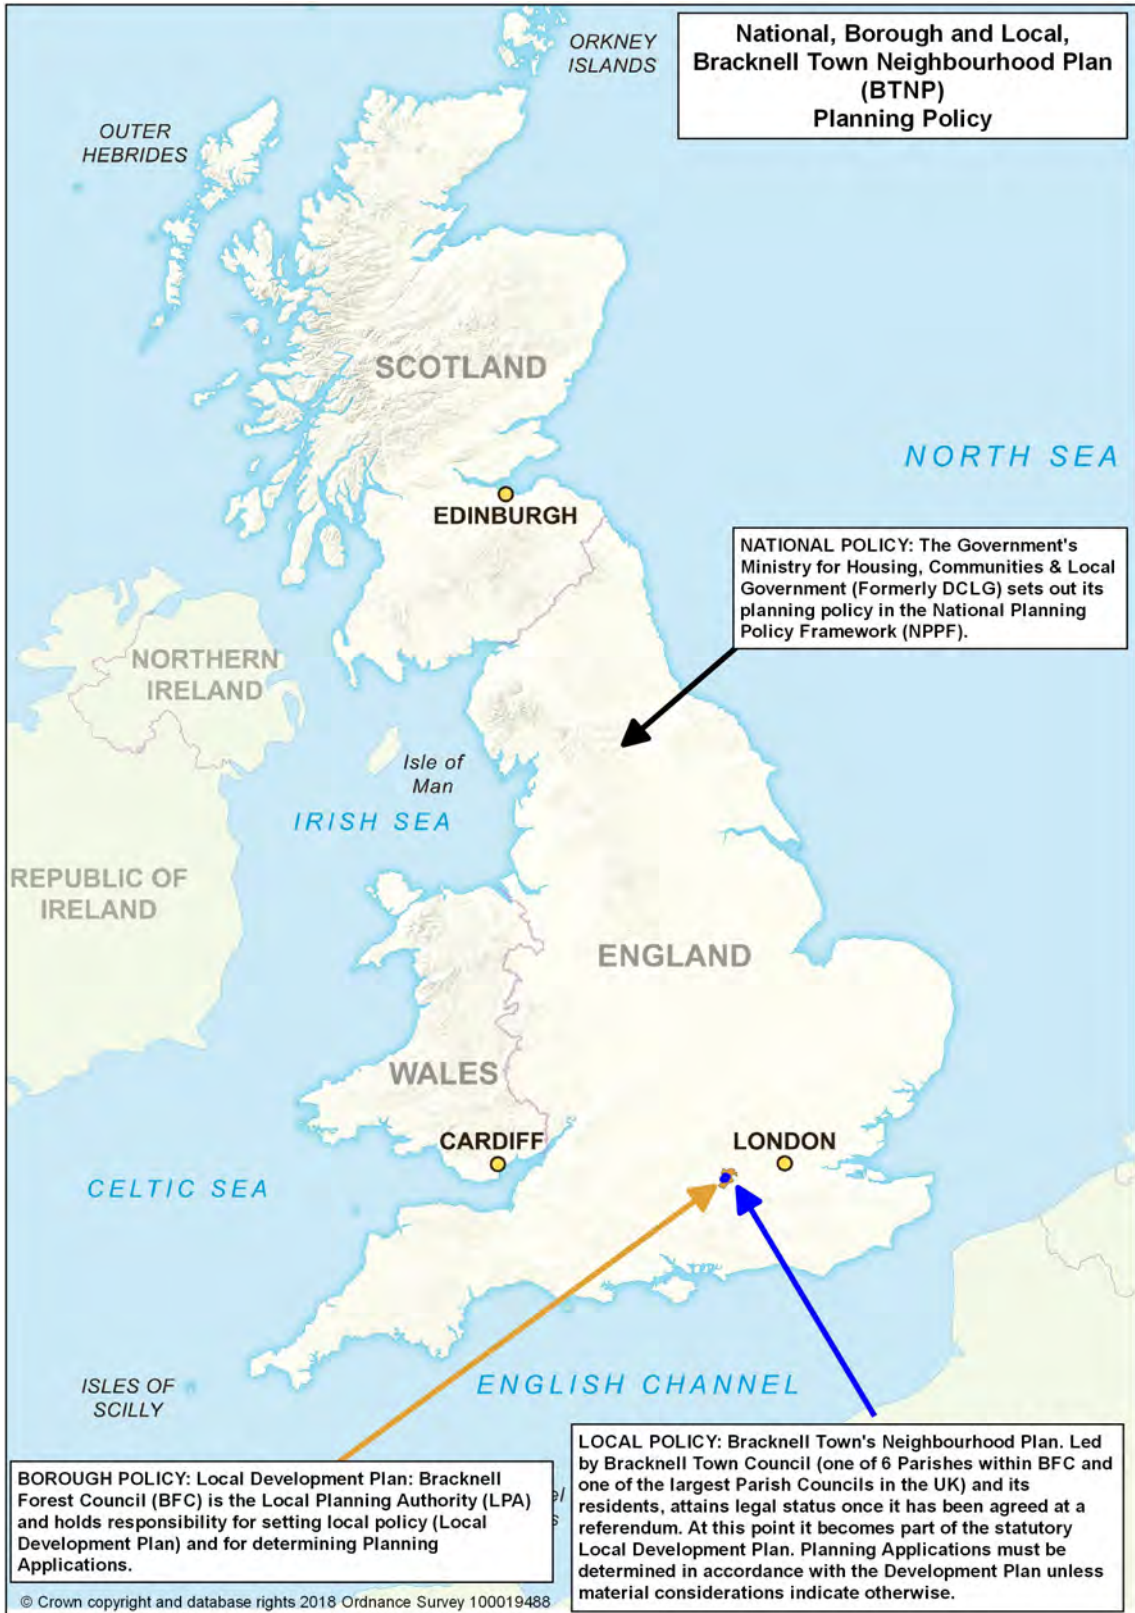 National, Borough and Local,
Bracknell Town Neighbourhood Plan
(BTNP)
Planning Policy
ORKNEY
ISLANDS
OUTER
HEBRIDES
SCOTLAND
NORTH SEA
EDINBURGH
NATIONAL POLICY: The Government's
Ministry for Housing, Communities & Local
Government (Formerly DCLG) sets out its
planning policy in the National Planning
Policy Framework (NPPF).
NORTHERN
IRELAND
Isle of
Man
IRISH SEA
REPUBLIC OF
IRELAND
ENGLAND
WALES
CARDIFF
LONDON
CELTIC SEA
ENGLISH CHANNEL
ISLES OF
SCILLY
BOROUGH POLICY: Local Development Plan: Bracknell
Forest Council (BFC) is the Local Planning Authority (LPA)
and holds responsibility for setting local policy (Local
Development Plan) and for determining Planning
Applications.
el
s
LOCAL POLICY: Bracknell Town's Neighbourhood Plan. Led
by Bracknell Town Council (one of 6 Parishes within BFC and
one of the largest Parish Councils in the UK) and its
residents, attains legal status once it has been agreed at a
referendum. At this point it becomes part of the statutory
Local Development Plan. Planning Applications must be
determined in accordance with the Development Plan unless
material considerations indicate otherwise.
© Crown copyright and database rights 2018 Ordnance Survey 100019488